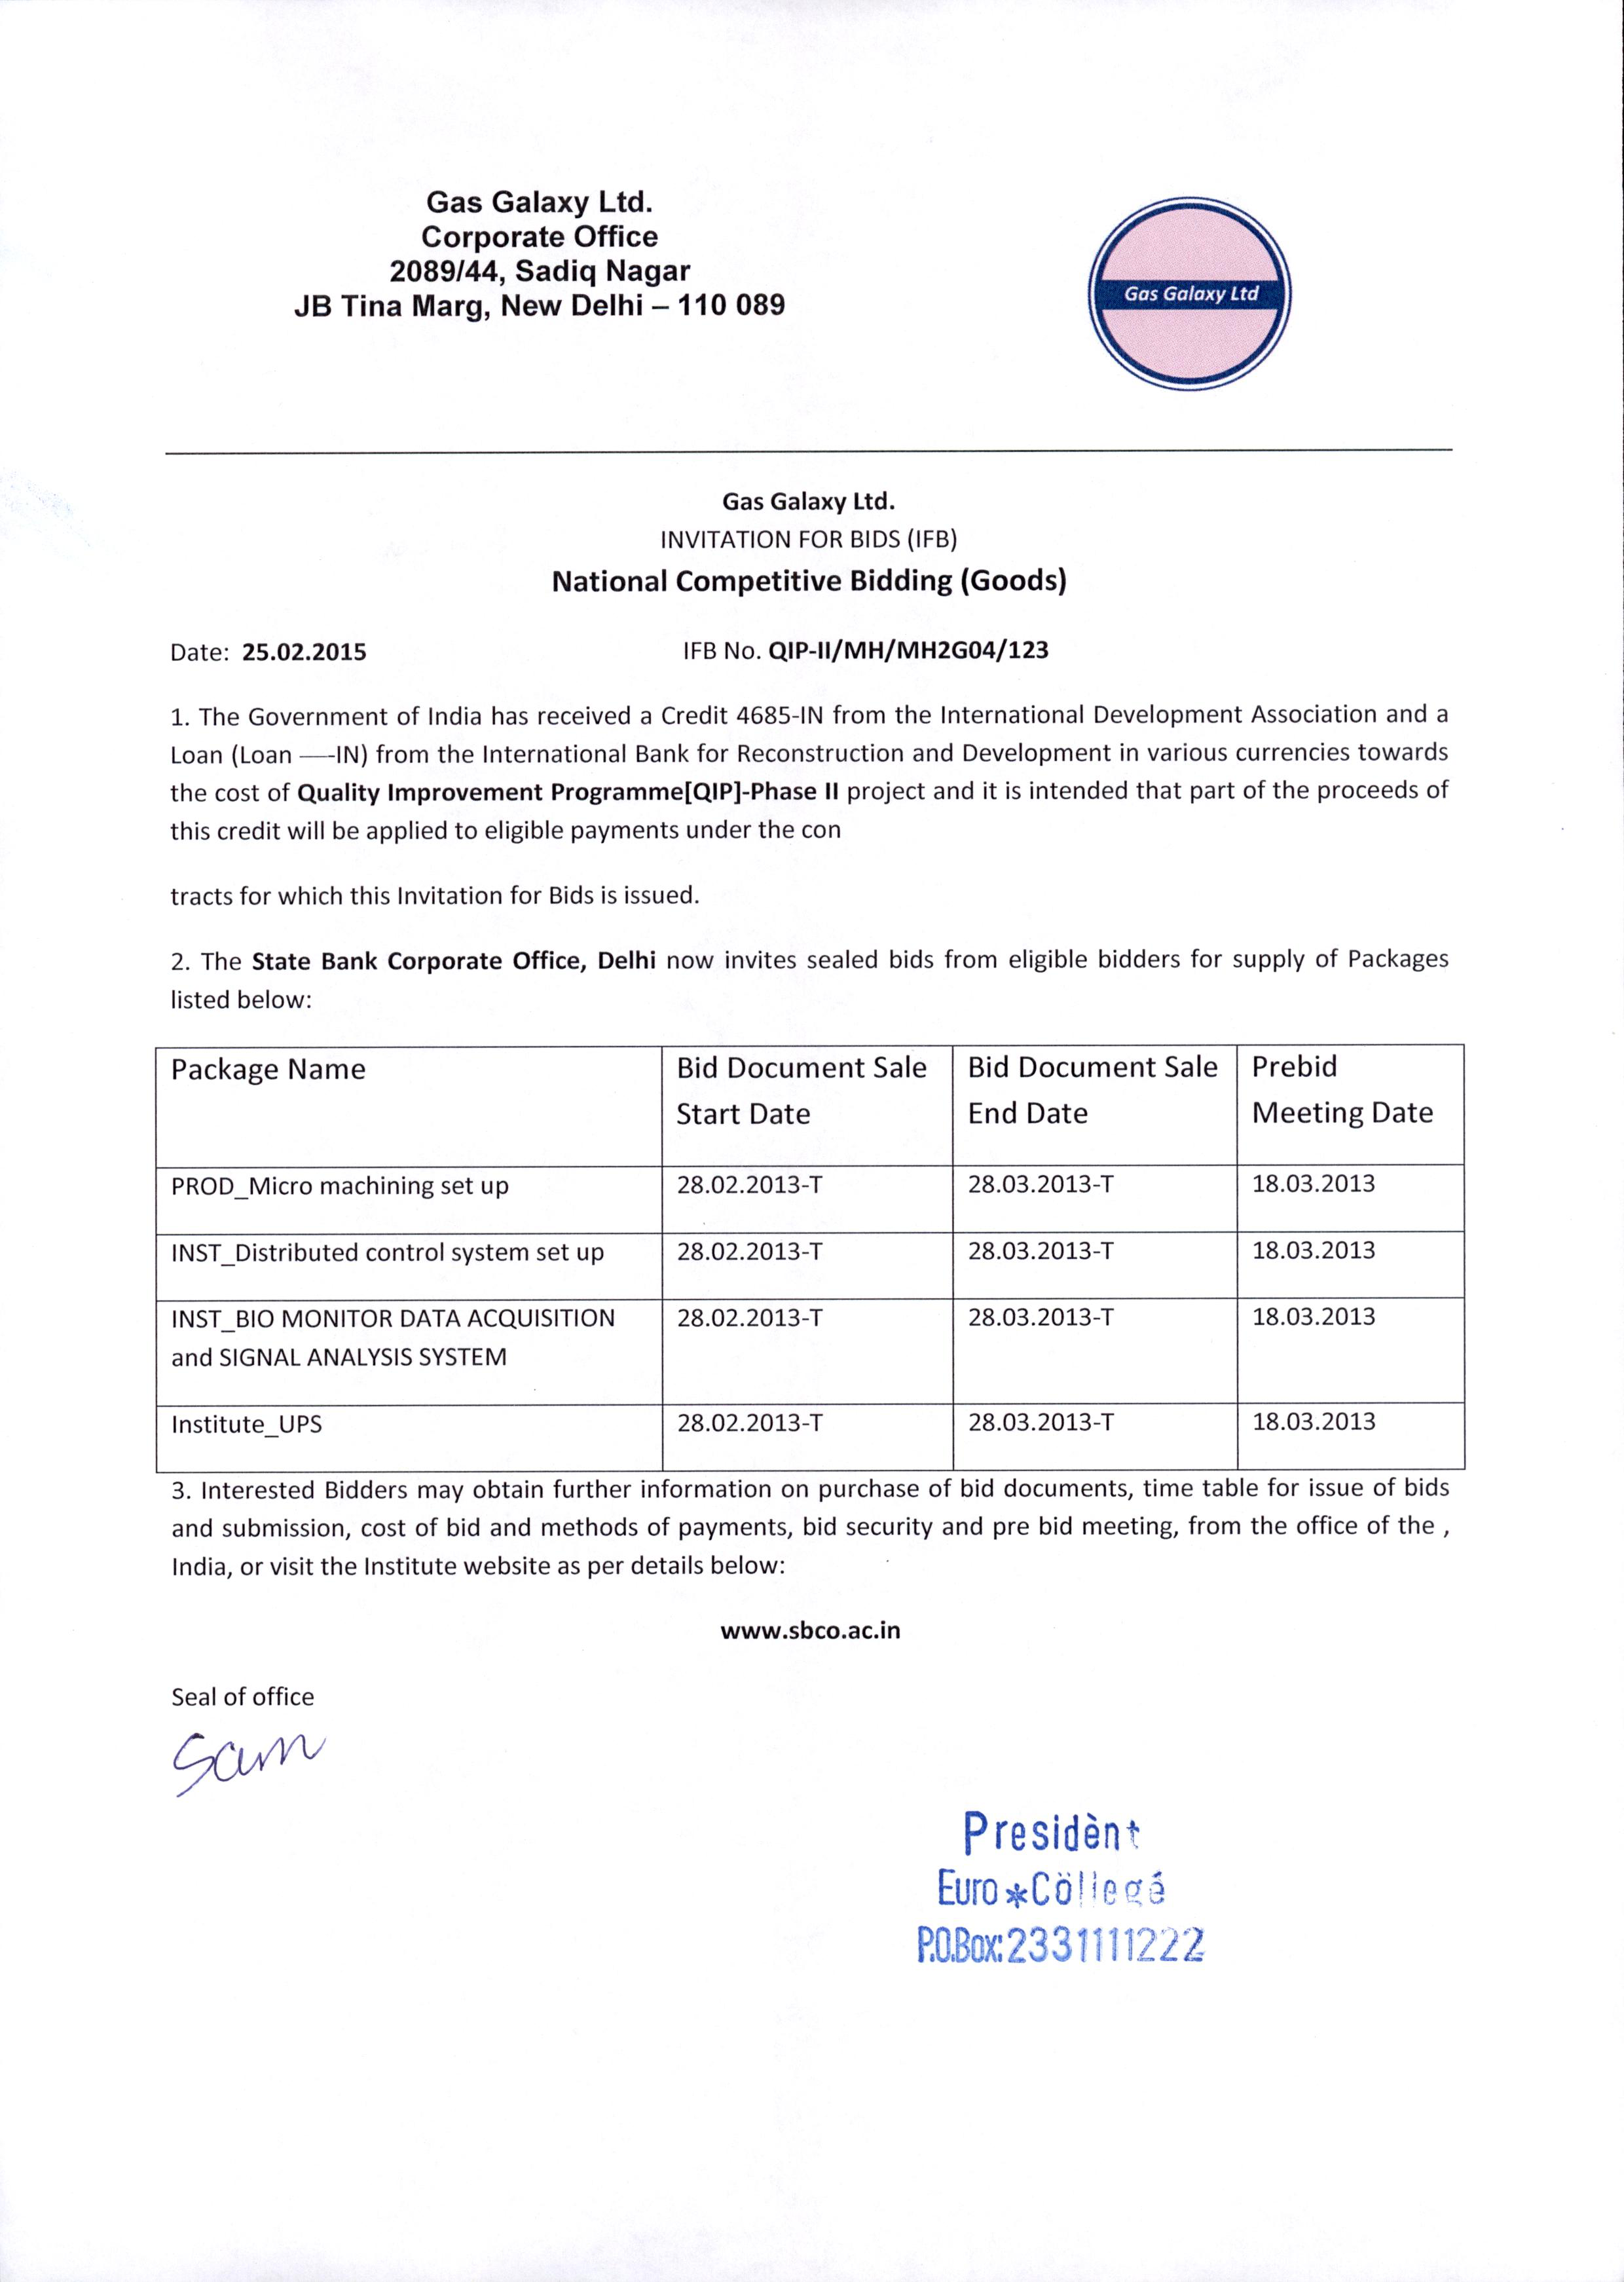 Gas Galaxy Ltd.
Corporate Office
2089/44, Sadiq Nagar
JB Tina Marg, New Delhi – 110 089
Gas Galaxy Ltd
Gas Galaxy Ltd.
INVITATION FOR BIDS (IFB)
National Competitive Bidding (Goods)
Date: 25.02.2015 IFB No. QIP-II/MH/MH2G04/123
1. The Government of India has received a Credit 4685-IN from the International Development Association and a
Loan (Loan —-IN) from the International Bank for Reconstruction and Development in various currencies towards
the cost of Quality Improvement Programme[QIP]-Phase II project and it is intended that part of the proceeds of
this credit will be applied to eligible payments under the con
tracts for which this Invitation for Bids is issued.
2. The State Bank Corporate Office, Delhi now invites sealed bids from eligible bidders for supply of Packages
listed below:
Package Name Bid Document Sale Bid Document Sale Prebid
Start Date End Date Meeting Date
PROD_Micro machining set up 28.02.2013-T 28.03.2013-T 18.03.2013
INST_Distributed control system set up 28.02.2013-T 28.03.2013-T 18.03.2013
INST_BIO MONITOR DATA ACQUISITION 28.02.2013-T 28.03.2013-T 18.03.2013
and SIGNAL ANALYSIS SYSTEM
Institute_UPS 28.02.2013-T 28.03.2013-T 18.03.2013
3. Interested Bidders may obtain further information on purchase of bid documents, time table for issue of bids
and submission, cost of bid and methods of payments, bid security and pre bid meeting, from the office of the ,
India, or visit the Institute website as per details below:
www.sbco.ac.in
Seal of office
Sam
Presidènt
Euro*Cöllegé
P.O.Box:2331111222